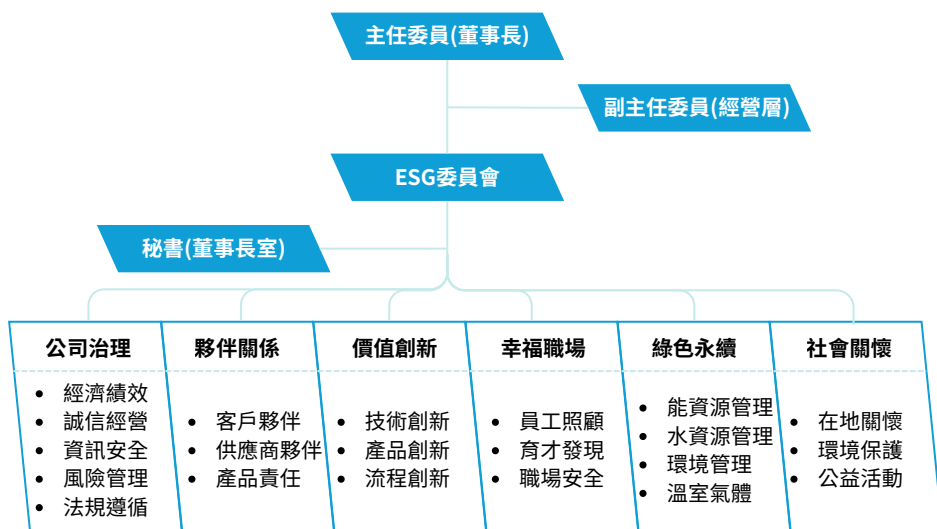 主任委員(董事長)
副主任委員(經營層)
ESG委員會
秘書(董事長室)
公司治理
• 經濟績效
• 誠信經營
• 資訊安全
• 風險管理
• 法規遵循
夥伴關係
• 客戶夥伴
• 供應商夥伴
• 產品責任
價值創新
• 技術創新
• 產品創新
• 流程創新
幸福職場
• 員工照顧
• 育才發現
• 職場安全
綠色永續
• 能資源管理
• 水資源管理
• 環境管理
• 溫室氣體
社會關懷
• 在地關懷
• 環境保護
• 公益活動